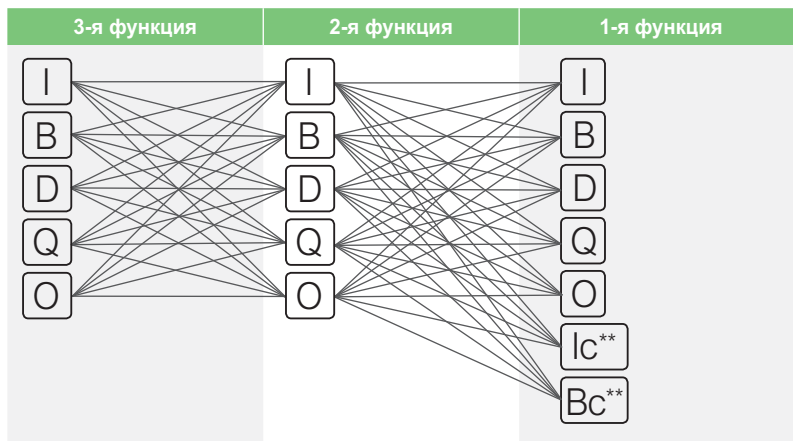 3-я функция 2-я функция 1-я функция
I I I
B B B
D D D
Q Q Q
O O O
Ic**
Bc**